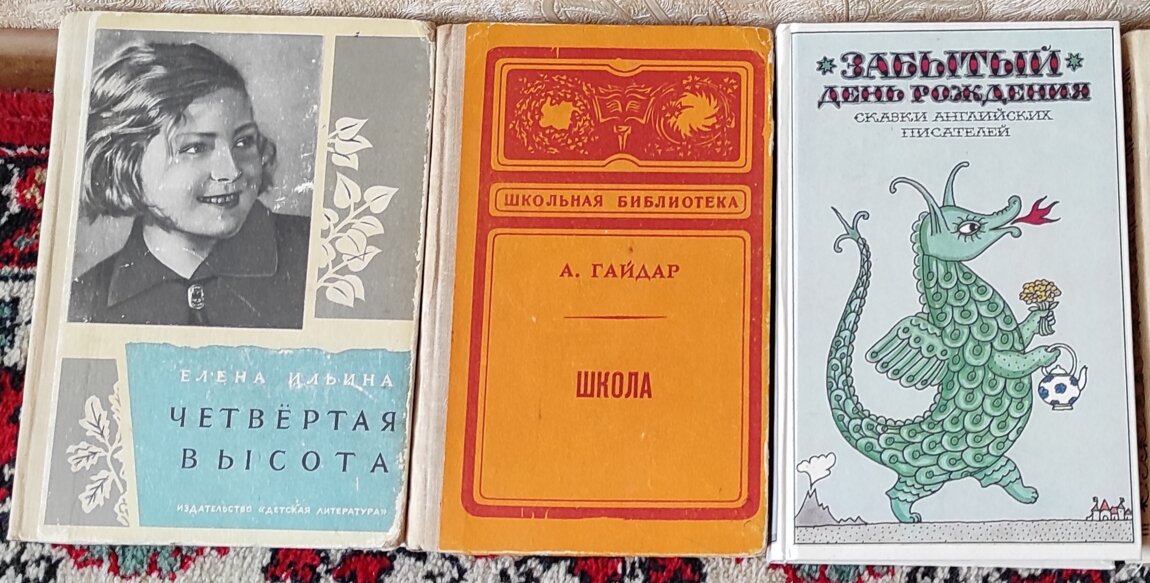 ЕЛЕНА ИЛЬИНА
ЧЕТВЁРТАЯ
ВЫСОТА
ИЗДАТЕЛЬСТВО «ДЕТСКАЯ ЛИТЕРАТУРА»
ШКОЛЬНАЯ БИБЛИОТЕКА
А. ГАЙДАР
ШКОЛА
ЗАБЫТЫЙ
ДЕНЬ РОЖДЕНИЯ
СКАЗКИ АНГЛИЙСКИХ
ПИСАТЕЛЕЙ